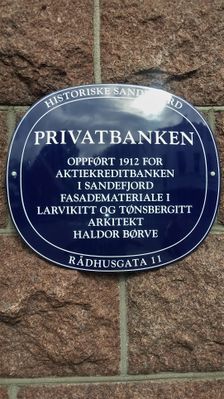 HISTORISKE SANDEFJORD
PRIVATBANKEN
OPPFØRT 1912 FOR
AKTIEKREDITBANKEN
I SANDEFJORD
FASADEMATERIALE I
LARVIKITT OG TØNSBERGITT
ARKITEKT
HALDOR BØRVE
RÅDHUSGATA 11